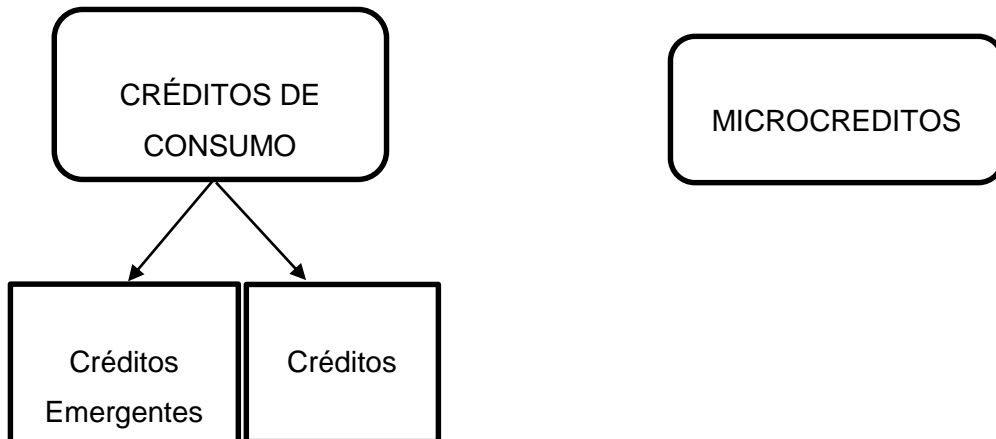 CRÉDITOS DE
CONSUMO
MICROCREDITOS
Créditos
Emergentes
Créditos